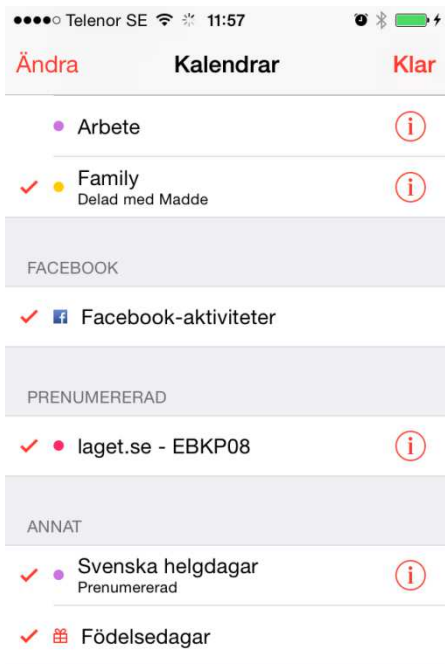 Telenor SE 11:57
Ändra Kalendrar Klar
Arbete
Family
Delad med Madde
FACEBOOK
Facebook-aktiviteter
PRENUMERERAD
laget.se - EBKP08
ANNAT
Svenska helgdagar
Prenumererad
Födelsedagar